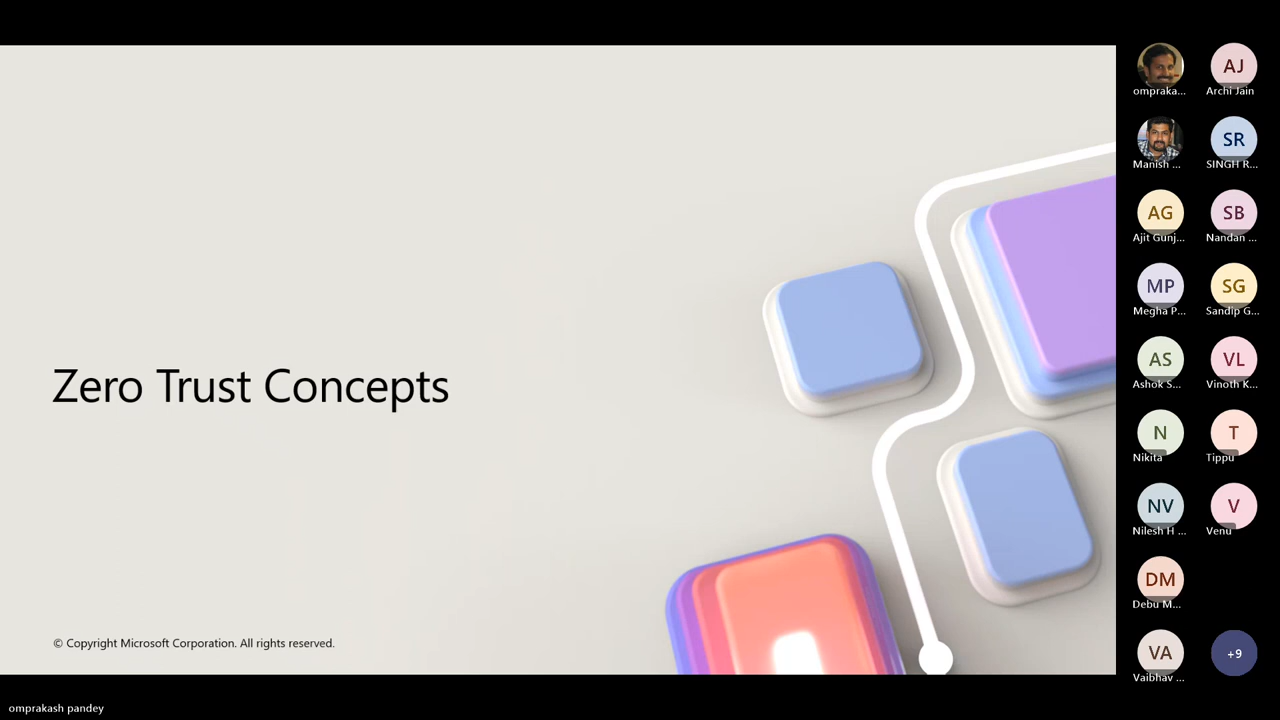 Zero Trust Concepts
© Copyright Microsoft Corporation. All rights reserved.
ompraka...
AJ
Archi Jain
Manish ...
SR
SINGH R...
AG
Ajit Gunj...
SB
Nandan ...
MP
Megha P...
SG
Sandip G...
AS
Ashok S...
VL
Vinoth K...
N
Nikita
T
Tippu
NV
Nilesh H ...
V
Venu
DM
Debu M...
VA
Vaibhav ...
+9
omprakash pandey